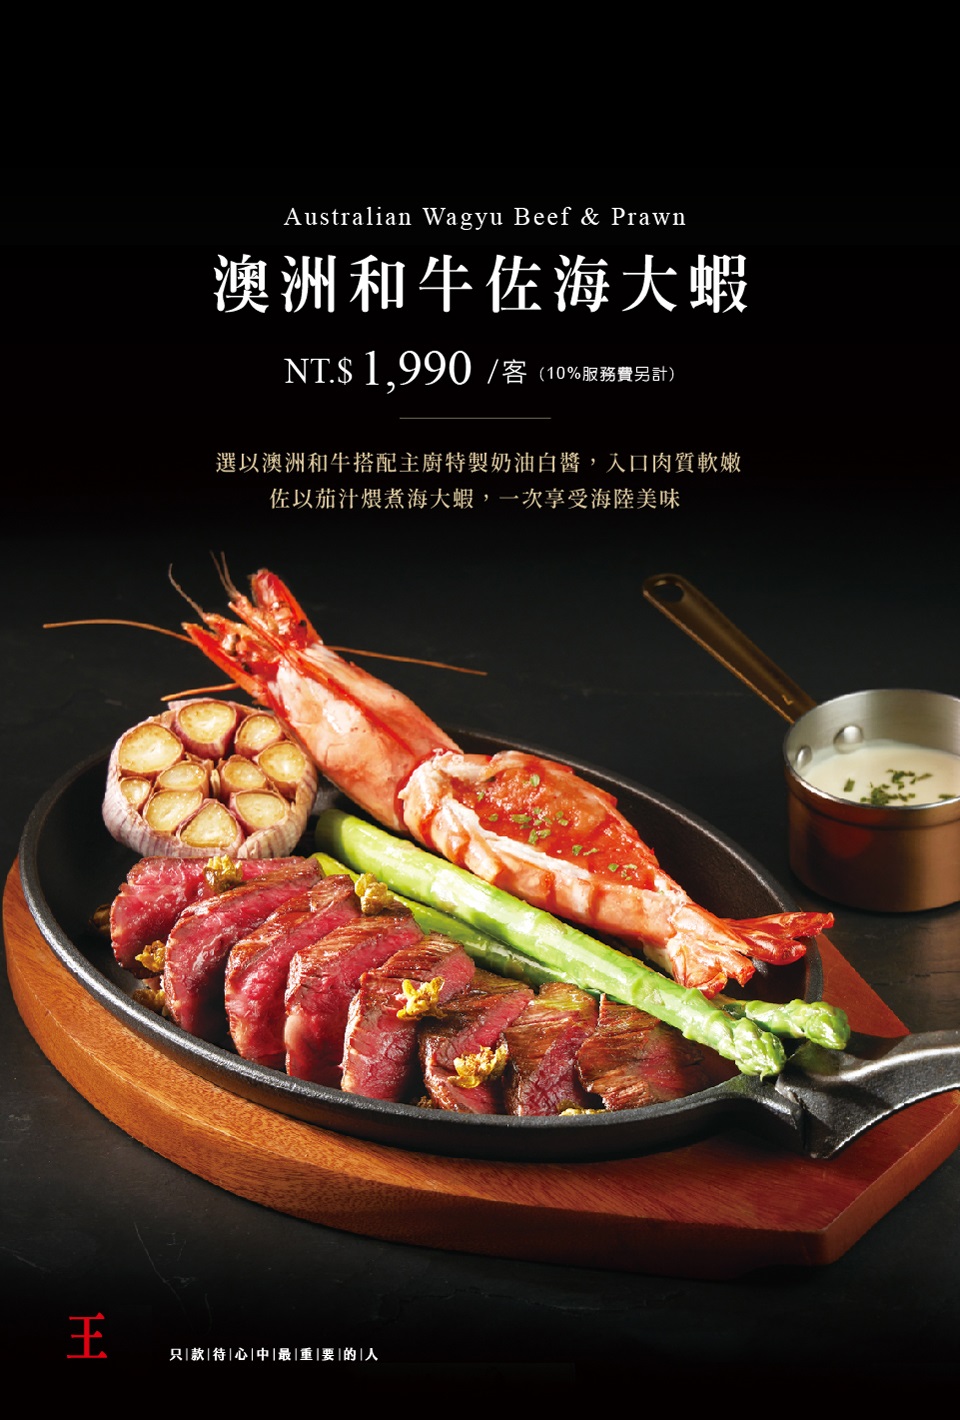 Australian Wagyu Beef & Prawn
澳洲和牛佐海大蝦
NT.$ 1,990 /客（10%服務費另計）
選以澳洲和牛搭配主廚特製奶油白醬，入口肉質軟嫩
佐以茄汁煨煮海大蝦，一次享受海陸美味
王
只|款|待|心|中|最|重|要|的|人